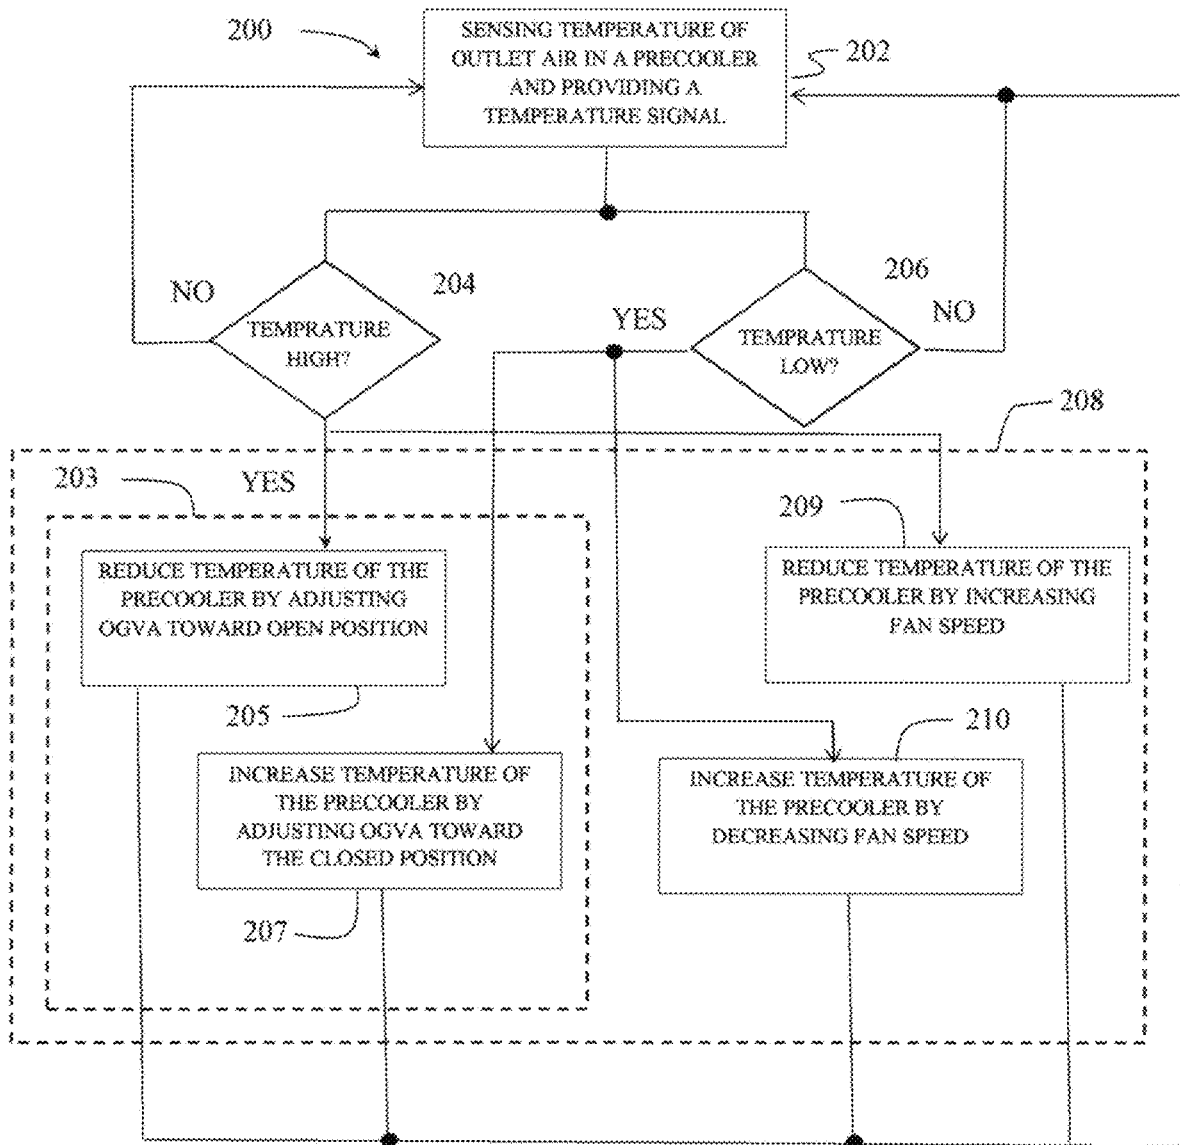 200
SENSING TEMPERATURE OF
OUTLET AIR IN A PRECOOLER
AND PROVIDING A
TEMPERATURE SIGNAL
202
NO
TEMPRATURE
HIGH?
204
YES
TEMPRATURE
LOW?
206
NO
208
203
YES
REDUCE TEMPERATURE OF THE
PRECOOLER BY ADJUSTING
OGVA TOWARD OPEN POSITION
205
209
REDUCE TEMPERATURE OF THE
PRECOOLER BY INCREASING
FAN SPEED
INCREASE TEMPERATURE OF
THE PRECOOLER BY
ADJUSTING OGVA TOWARD
THE CLOSED POSITION
207
210
INCREASE TEMPERATURE OF
THE PRECOOLER BY
DECREASING FAN SPEED